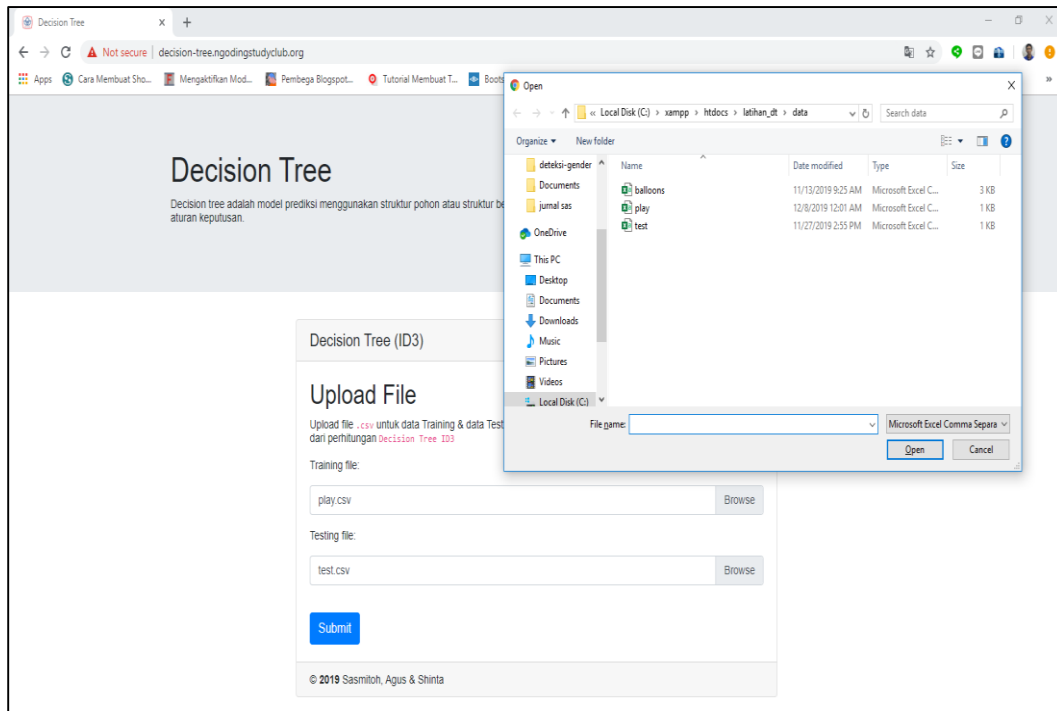 Decision Tree
Not secure | decision-tree.ngodingstudyclub.org
Apps
Cara Membuat Sho...
Mengaktifkan Mod...
Pembega Blogspot...
Tutorial Membuat T...
Boots
Decision Tree
Decision tree adalah model prediksi menggunakan struktur pohon atau struktur be
aturan keputusan.
Decision Tree (ID3)
Upload File
Upload file .csv untuk data Training & data Test
dari perhitungan Decision Tree ID3
Training file:
play.csv
Browse
Testing file:
test.csv
Browse
Submit
© 2019 Sasmitoh, Agus & Shinta
Open
« Local Disk (C:) › xampp › htdocs › latihan_dt › data
Search data
Organize
New folder
deteksi-gender
Documents
jurnal sas
OneDrive
This PC
Desktop
Documents
Downloads
Music
Pictures
Videos
Local Disk (C:)
Name Date modified Type Size
balloons 11/13/2019 9:25 AM Microsoft Excel C... 3 KB
play 12/8/2019 12:01 AM Microsoft Excel C... 1 KB
test 11/27/2019 2:55 PM Microsoft Excel C... 1 KB
File name:
Microsoft Excel Comma Separa
Open
Cancel